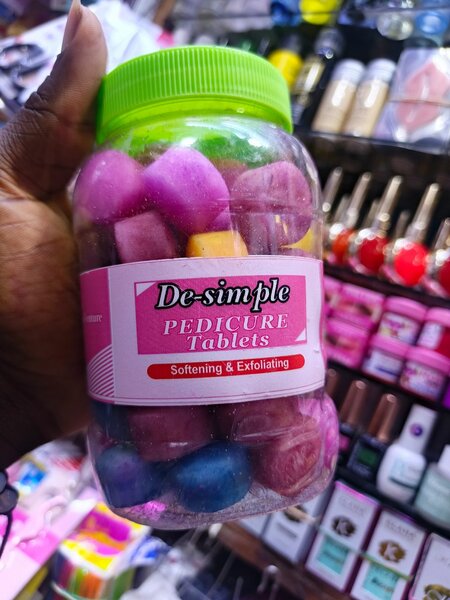 De-simple
PEDICURE
Tablets
Softening & Exfoliating